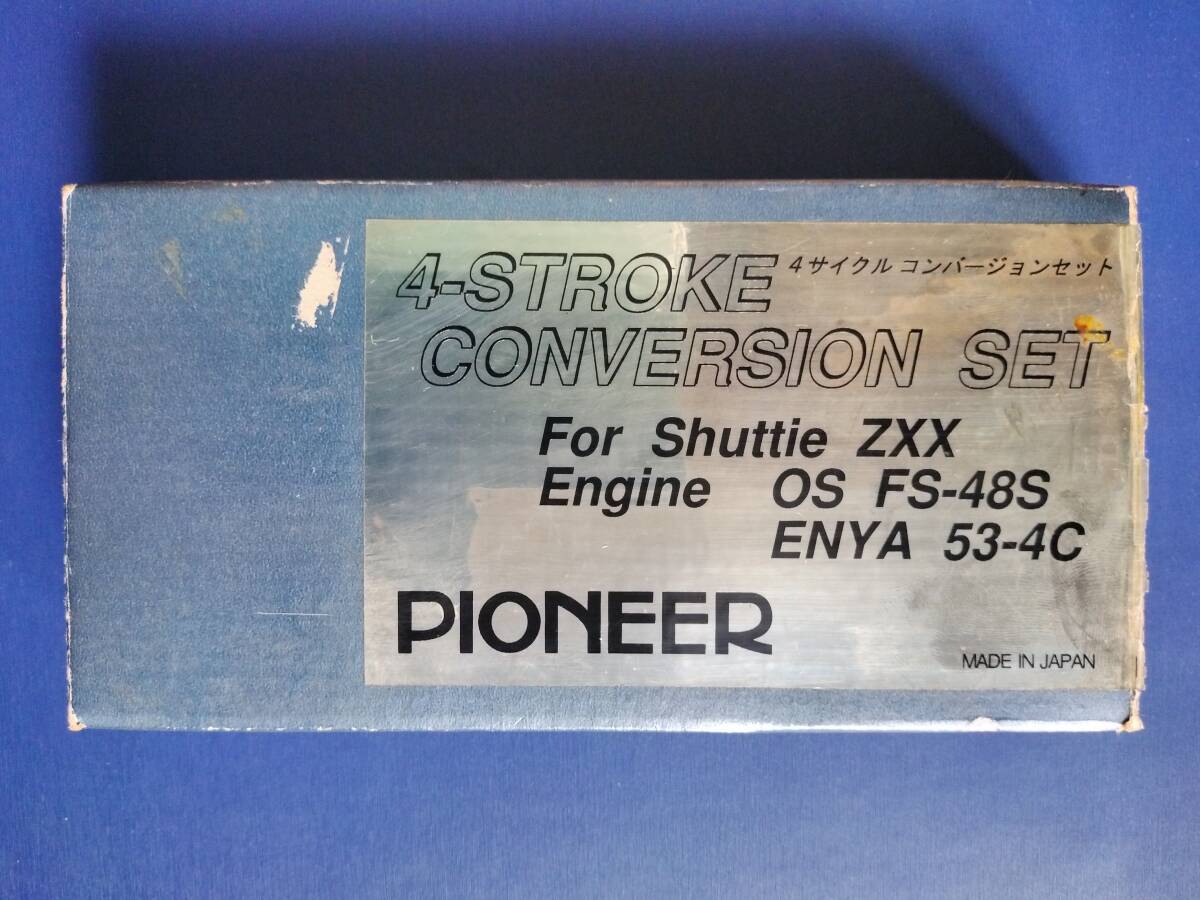 4-STROKE 4サイクル コンバージョンセット
CONVERSION SET
For Shuttie ZXX
Engine OS FS-48S
ENYA 53-4C
PIONEER
MADE IN JAPAN